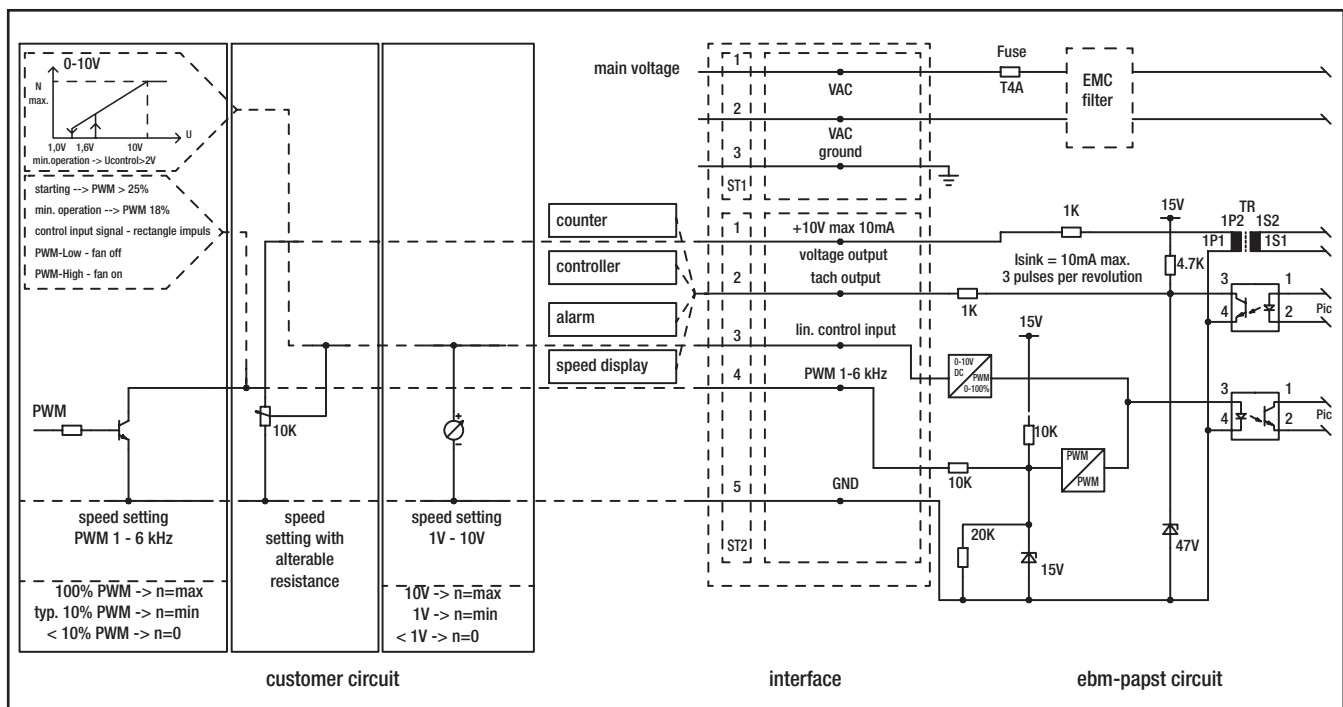 0-10V
N
max.
U
1,0V
1,6V
10V
min.operation -> Ucontrol>2V
starting --> PWM > 25%
min. operation --> PWM 18%
control input signal - rectangle impuls
PWM-Low - fan off
PWM-High - fan on
PWM
speed setting
PWM 1 - 6 kHz
100% PWM -> n=max
typ. 10% PWM -> n=min
< 10% PWM -> n=0
10K
speed
setting with
alterable
resistance
+
-
speed setting
1V - 10V
10V -> n=max
1V -> n=min
< 1V -> n=0
customer circuit
counter
controller
alarm
speed display
main voltage
1
VAC
2
VAC
3
ground
ST1
1
+10V max 10mA
voltage output
2
tach output
3
lin. control input
4
PWM 1-6 kHz
5
GND
ST2
interface
Fuse
T4A
EMC
filter
1K
15V
TR
1P2
1S2
1P1
1S1
Isink = 10mA max.
3 pulses per revolution
4.7K
1K
3
1
4
2
Pic
15V
0-10V
DC
PWM
0-100%
3
1
4
2
Pic
10K
10K
PWM
PWM
20K
15V
47V
ebm-papst circuit